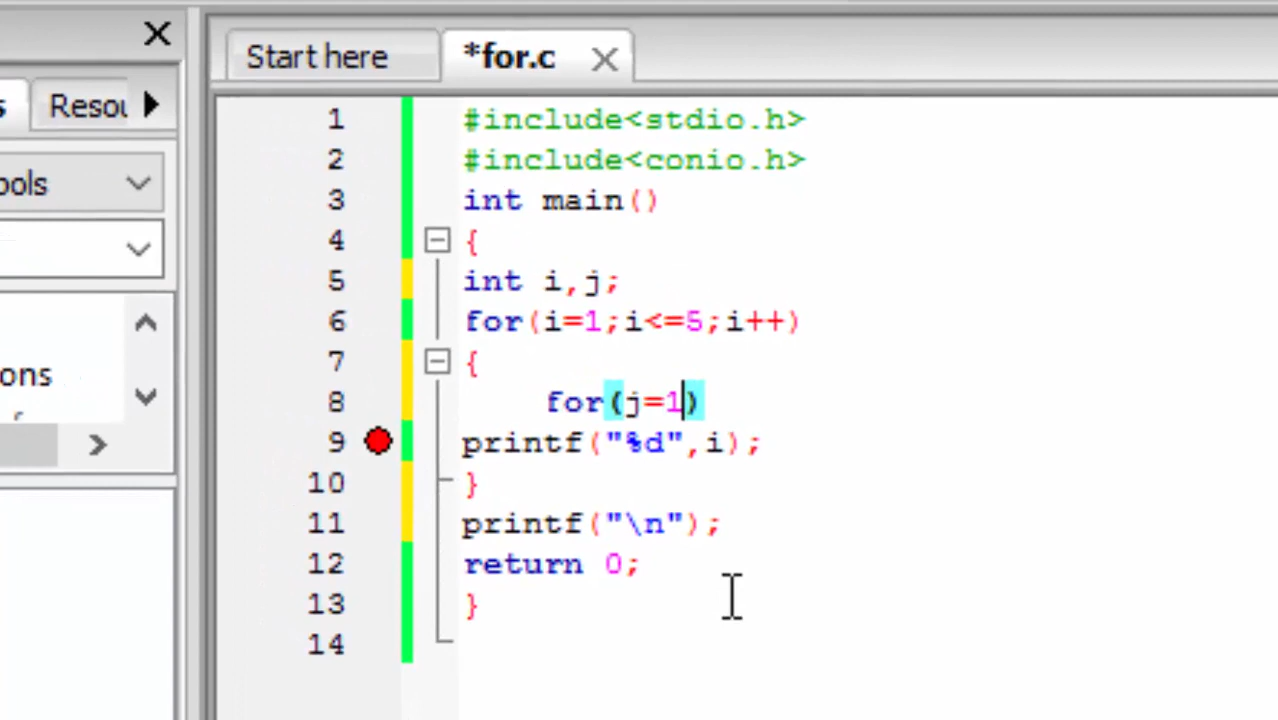 Start here
*for.c
Resou
ools
ons
1 #include<stdio.h>
2 #include<conio.h>
3 int main()
4 {
5 int i,j;
6 for(i=1;i<=5;i++)
7 {
8 for(j=1)
9 printf("%d",i);
10 }
11 printf("\n");
12 return 0;
13 }
14